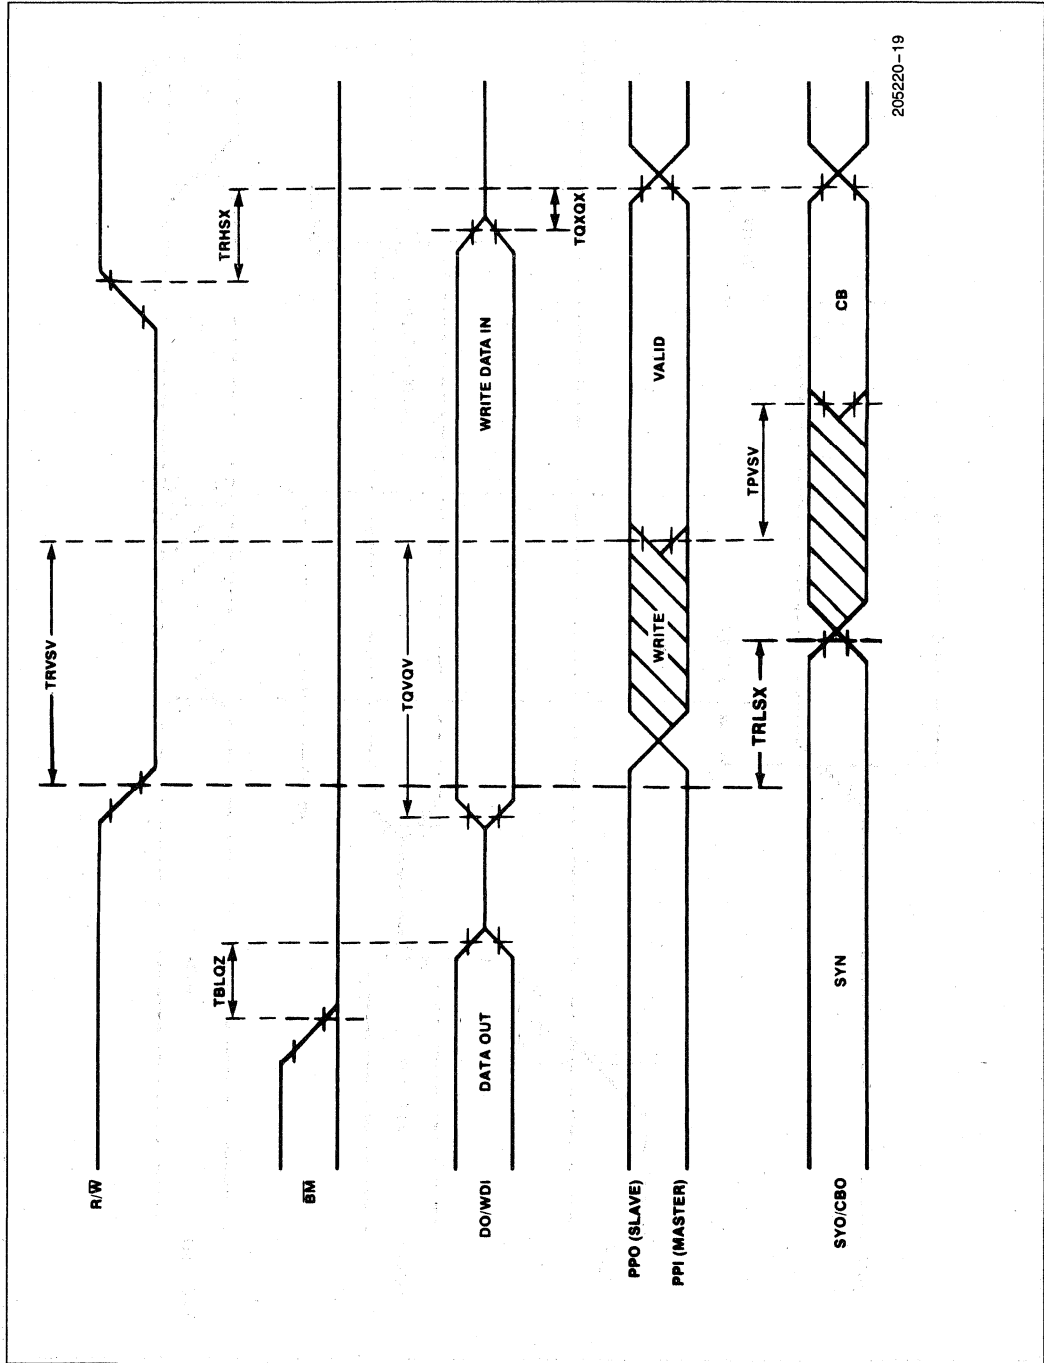 R/W̅
TRVSV
TRHSX
B̅M̅
TBLQZ
DO/WDI
DATA OUT
WRITE DATA IN
TQVQV
TQXQX
PPO (SLAVE)
PPI (MASTER)
WRITE
VALID
TRLSX
TPVSV
SYO/CBO
SYN
CB
205220-19